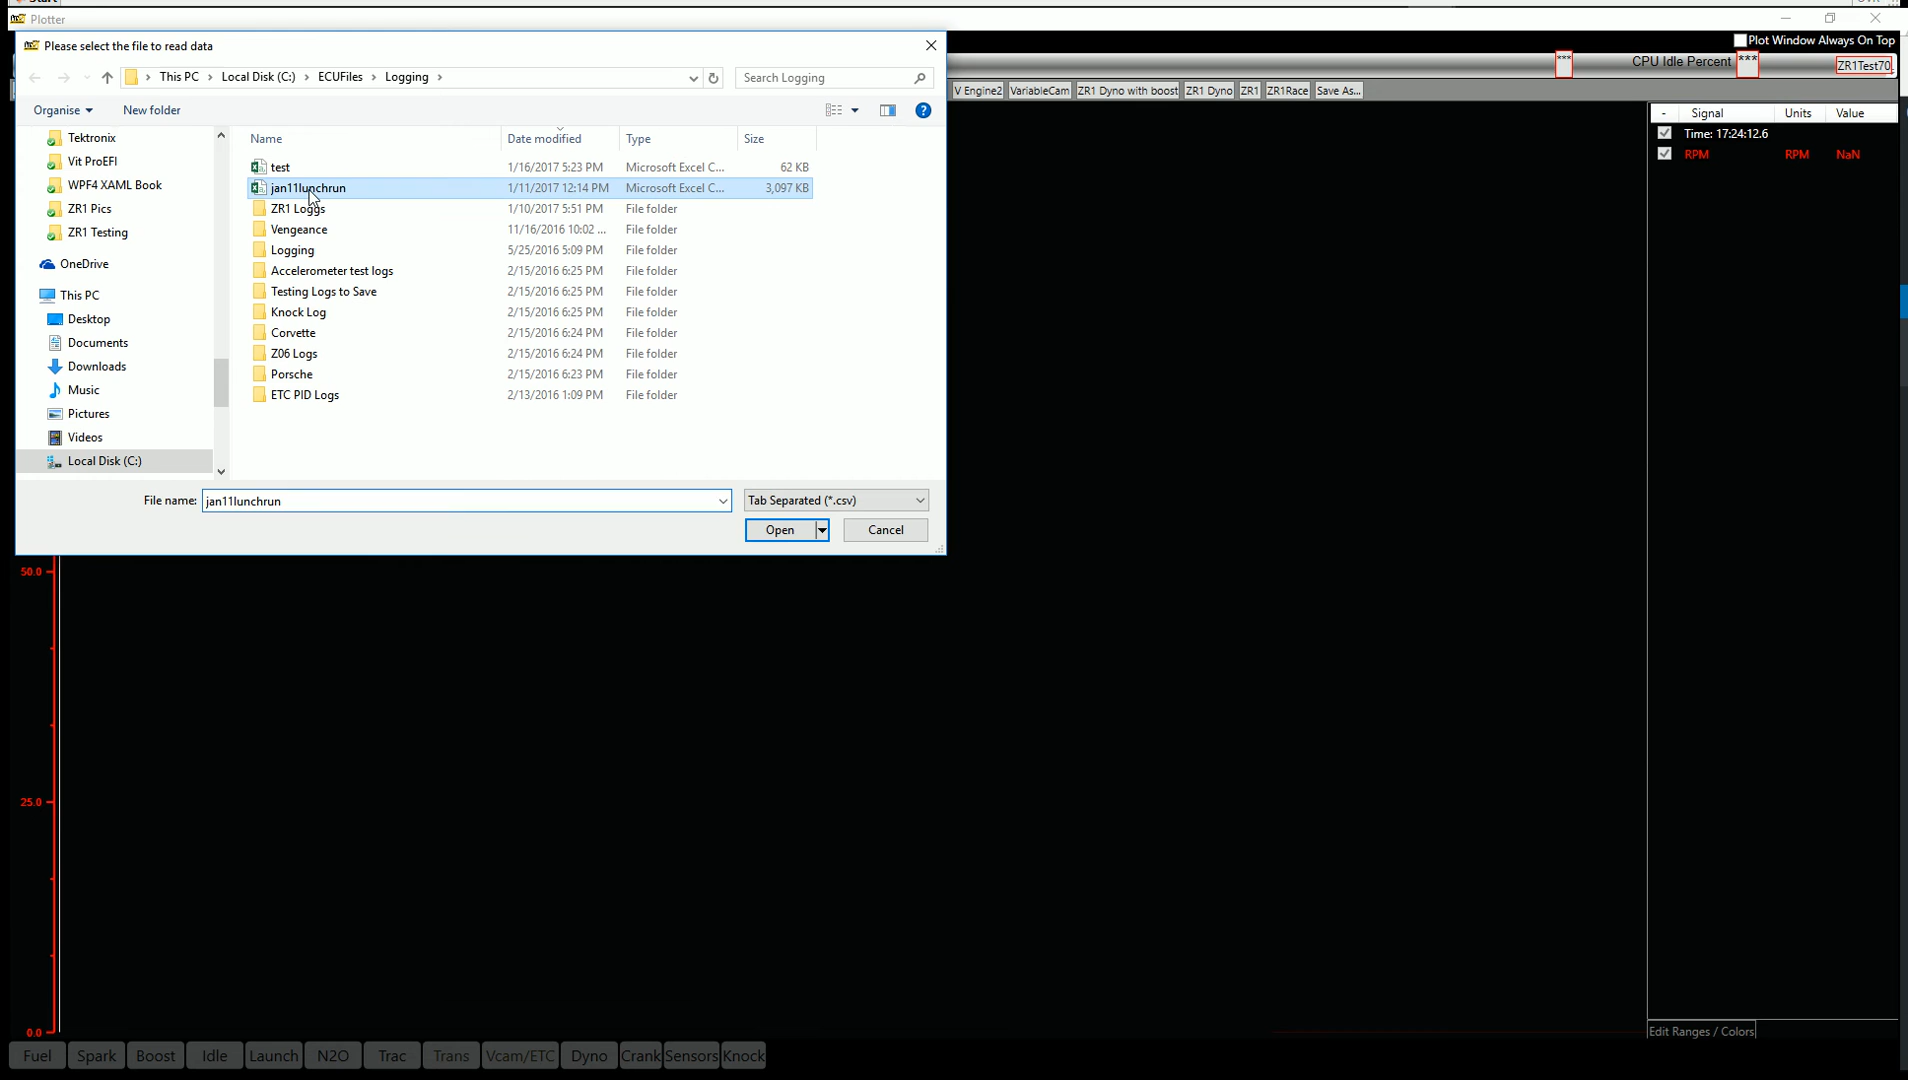 Start
Plotter
Please select the file to read data
Plot Window Always On Top
This PC > Local Disk (C:) > ECUFiles > Logging >
Search Logging
*** CPU Idle Percent ***
ZR1Test70
Organise
New folder
V Engine2 VariableCam ZR1 Dyno with boost ZR1 Dyno ZR1 ZR1Race Save As...
Name Date modified Type Size
- Signal Units Value
Time: 17:24:12.6
RPM RPM NaN
Tektronix
Vit ProEFI
WPF4 XAML Book
ZR1 Pics
ZR1 Testing
OneDrive
This PC
Desktop
Documents
Downloads
Music
Pictures
Videos
Local Disk (C:)
test 1/16/2017 5:23 PM Microsoft Excel C... 62 KB
jan11lunchrun 1/11/2017 12:14 PM Microsoft Excel C... 3,097 KB
ZR1 Loggs 1/10/2017 5:51 PM File folder
Vengeance 11/16/2016 10:02 ... File folder
Logging 5/25/2016 5:09 PM File folder
Accelerometer test logs 2/15/2016 6:25 PM File folder
Testing Logs to Save 2/15/2016 6:25 PM File folder
Knock Log 2/15/2016 6:25 PM File folder
Corvette 2/15/2016 6:24 PM File folder
Z06 Logs 2/15/2016 6:24 PM File folder
Porsche 2/15/2016 6:23 PM File folder
ETC PID Logs 2/13/2016 1:09 PM File folder
File name: jan11lunchrun
Tab Separated (*.csv)
Open
Cancel
50.0
25.0
0.0
Edit Ranges / Colors
Fuel Spark Boost Idle Launch N2O Trac Trans Vcam/ETC Dyno Crank Sensors Knock